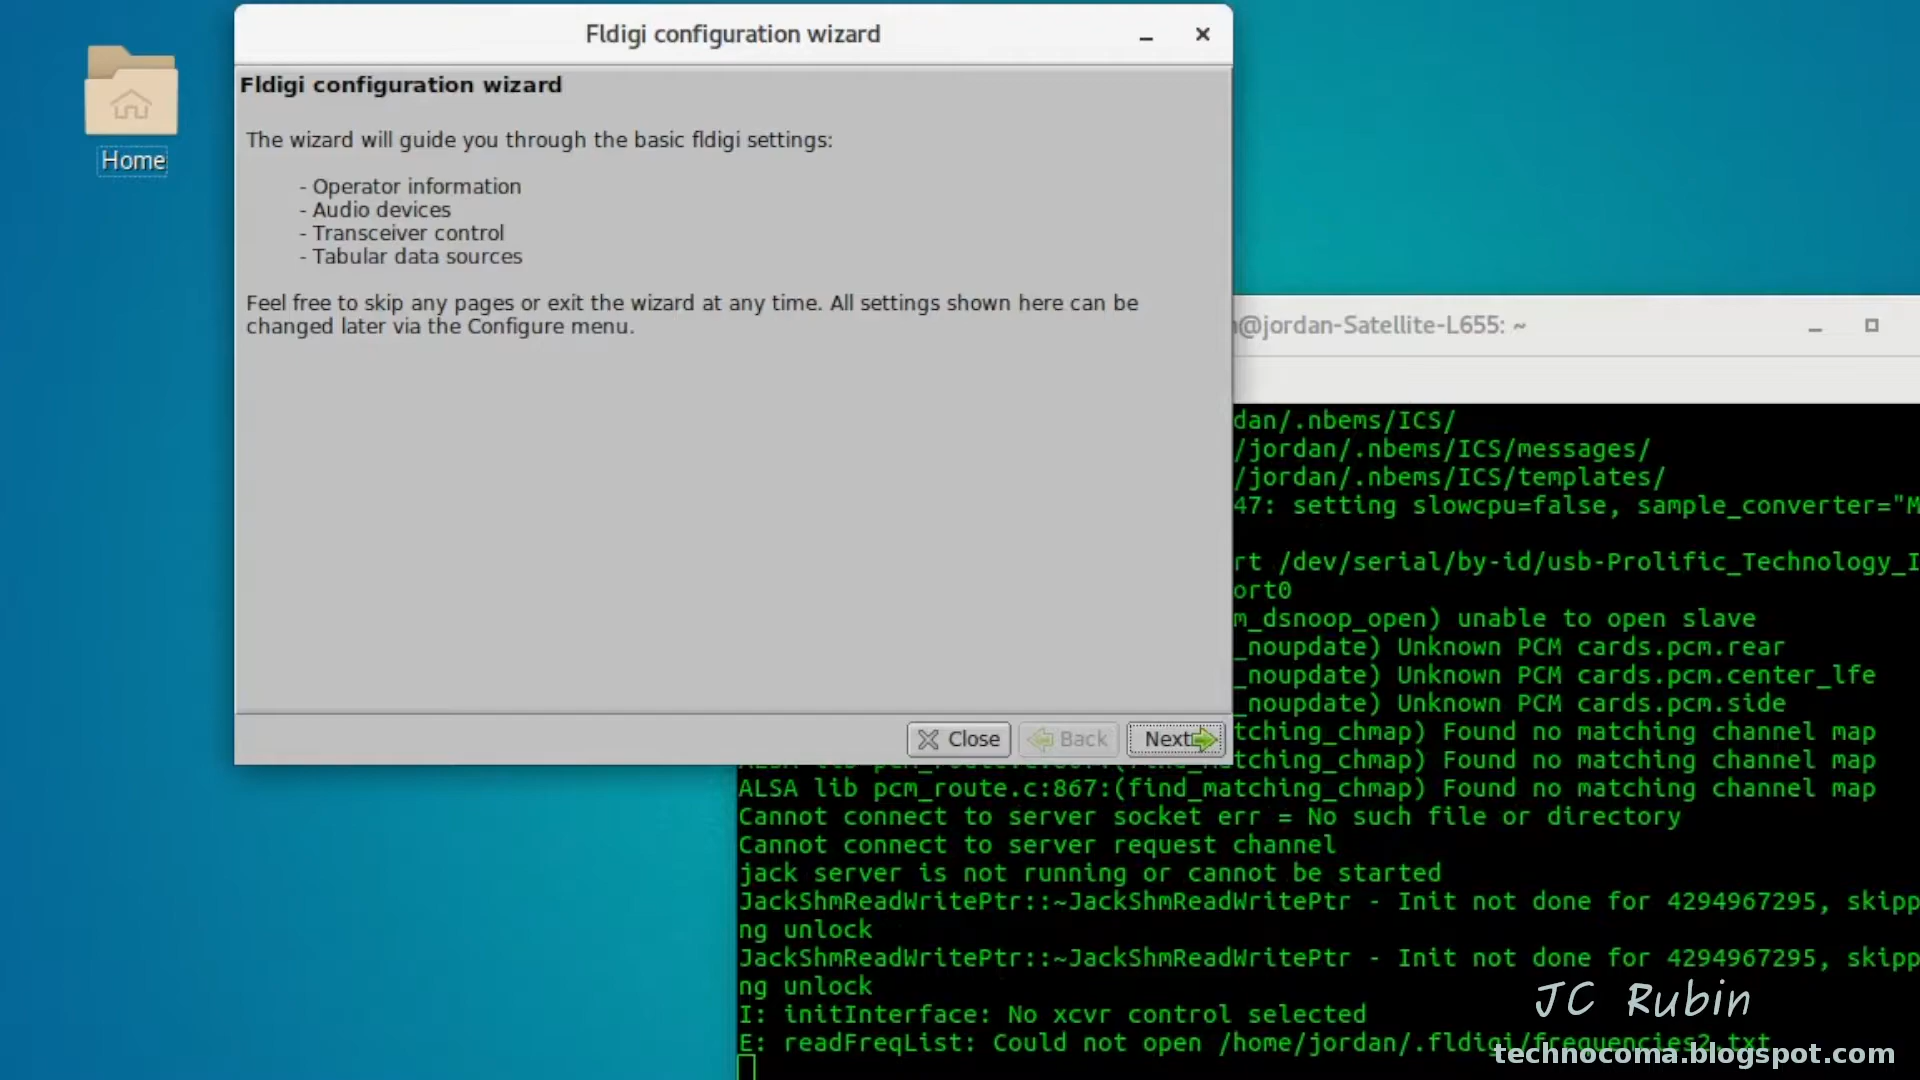 Fldigi configuration wizard
Home
Fldigi configuration wizard
The wizard will guide you through the basic fldigi settings:
- Operator information
- Audio devices
- Transceiver control
- Tabular data sources
Feel free to skip any pages or exit the wizard at any time. All settings shown here can be
changed later via the Configure menu.
Close
Back
Next
@jordan-Satellite-L655: ~
dan/.nbems/ICS/
/jordan/.nbems/ICS/messages/
/jordan/.nbems/ICS/templates/
47: setting slowcpu=false, sample_converter="M
rt /dev/serial/by-id/usb-Prolific_Technology_I
ort0
m_dsnoop_open) unable to open slave
_noupdate) Unknown PCM cards.pcm.rear
_noupdate) Unknown PCM cards.pcm.center_lfe
_noupdate) Unknown PCM cards.pcm.side
tching_chmap) Found no matching channel map
ALSA lib pcm_route.c:867:(find_matching_chmap) Found no matching channel map
ALSA lib pcm_route.c:867:(find_matching_chmap) Found no matching channel map
Cannot connect to server socket err = No such file or directory
Cannot connect to server request channel
jack server is not running or cannot be started
JackShmReadWritePtr::~JackShmReadWritePtr - Init not done for 4294967295, skipp
ng unlock
JackShmReadWritePtr::~JackShmReadWritePtr - Init not done for 4294967295, skipp
ng unlock
I: initInterface: No xcvr control selected
E: readFreqList: Could not open /home/jordan/.fldigi/frequencies2.txt
JC Rubin
technocoma.blogspot.com